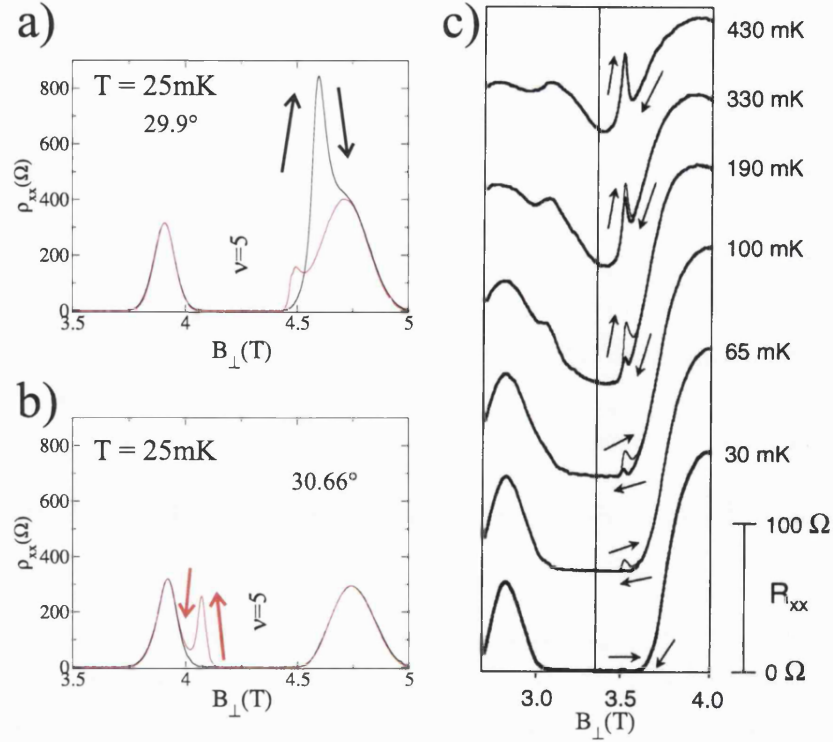 a)
T = 25mK
29.9°
ν=5
ρxx(Ω)
800
600
400
200
0
3.5
4
4.5
5
B⊥(T)
b)
T = 25mK
30.66°
ν=5
ρxx(Ω)
800
600
400
200
0
3.5
4
4.5
5
B⊥(T)
c)
430 mK
330 mK
190 mK
100 mK
65 mK
30 mK
100 Ω
Rxx
0 Ω
3.0
3.5
4.0
B⊥(T)